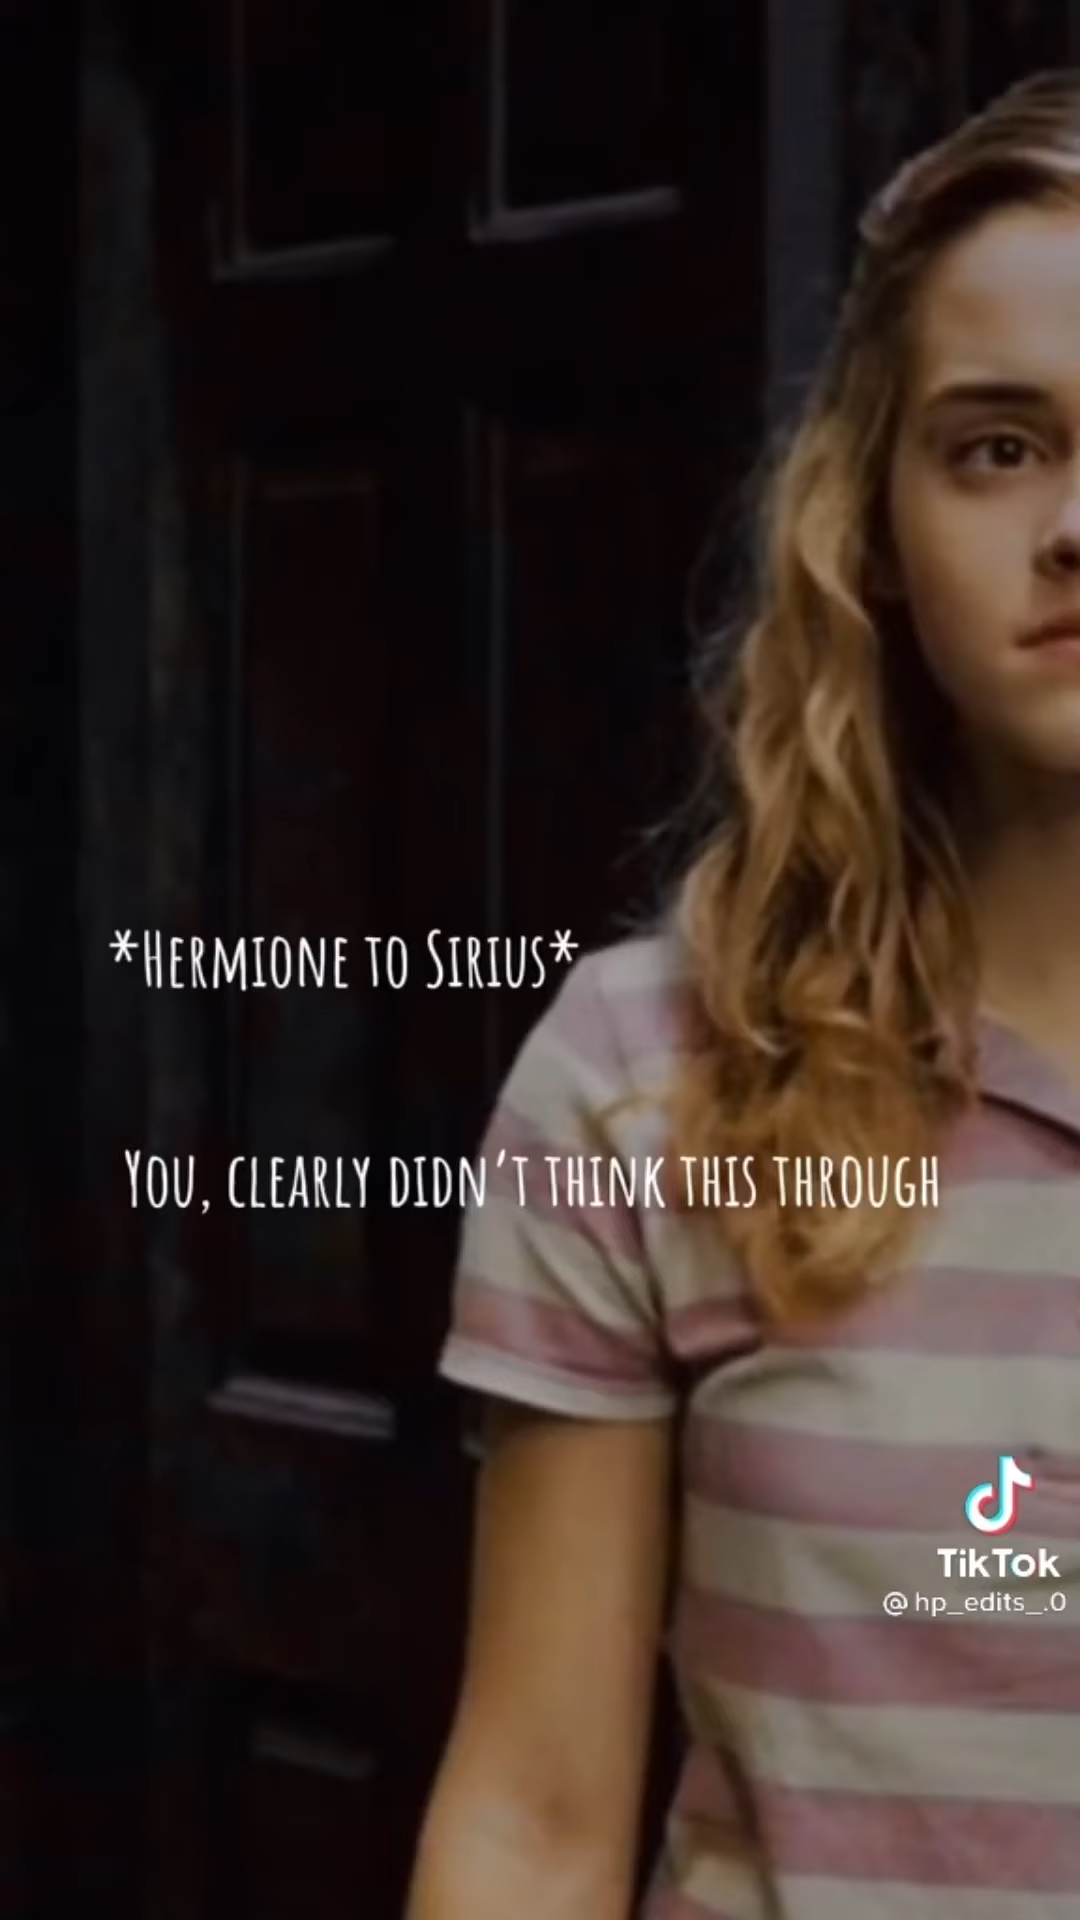 *Hermione to Sirius*
You, clearly didn't think this through
TikTok
@hp_edits_.0